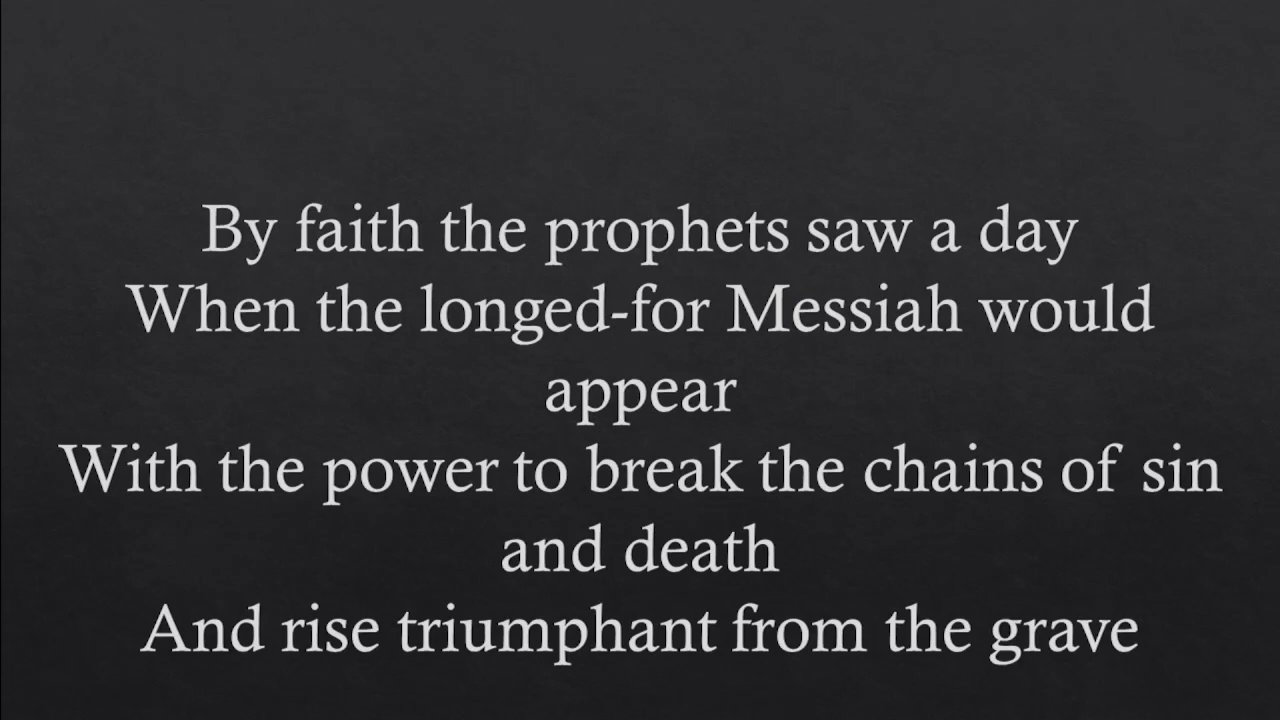 By faith the prophets saw a day
When the longed-for Messiah would
appear
With the power to break the chains of sin
and death
And rise triumphant from the grave